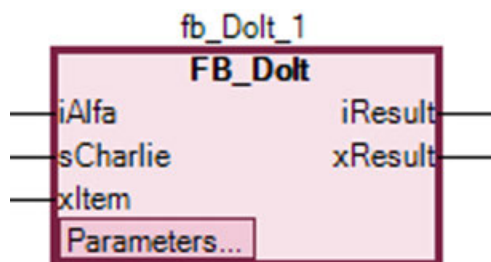 fb_DoIt_1
FB_DoIt
iAlfa iResult
sCharlie xResult
xItem
Parameters...